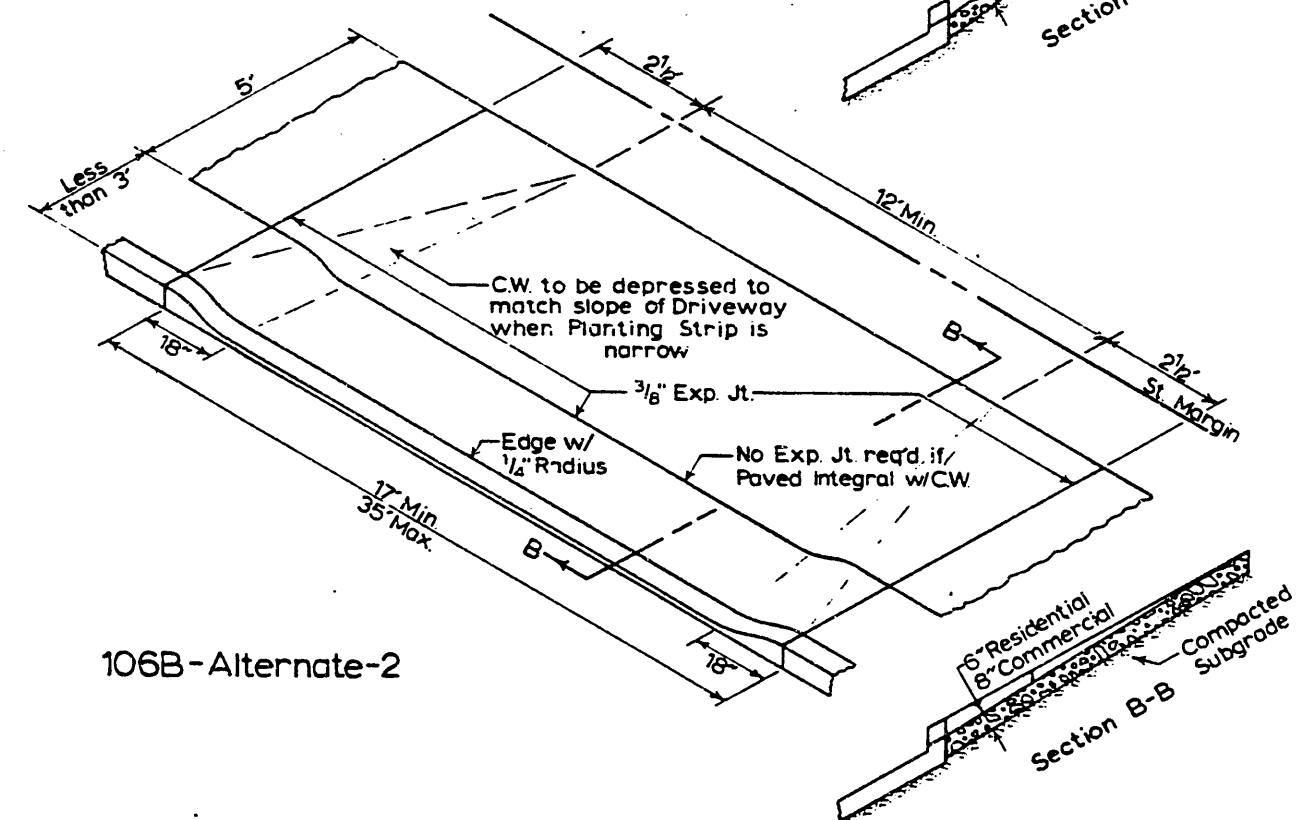 Section
2½'
5'
Less
than 3'
12' Min.
C.W. to be depressed to
match slope of Driveway
when Planting Strip is
narrow
B
18"
2½'
3/8" Exp. Jt.
St. Margin
Edge w/
1/4" Radius
No Exp. Jt. req'd. if
Paved Integral w/C.W.
17' Min.
35' Max.
B
6" Residential
8" Commercial
Compacted
Subgrade
18"
106B-Alternate-2
Section B-B